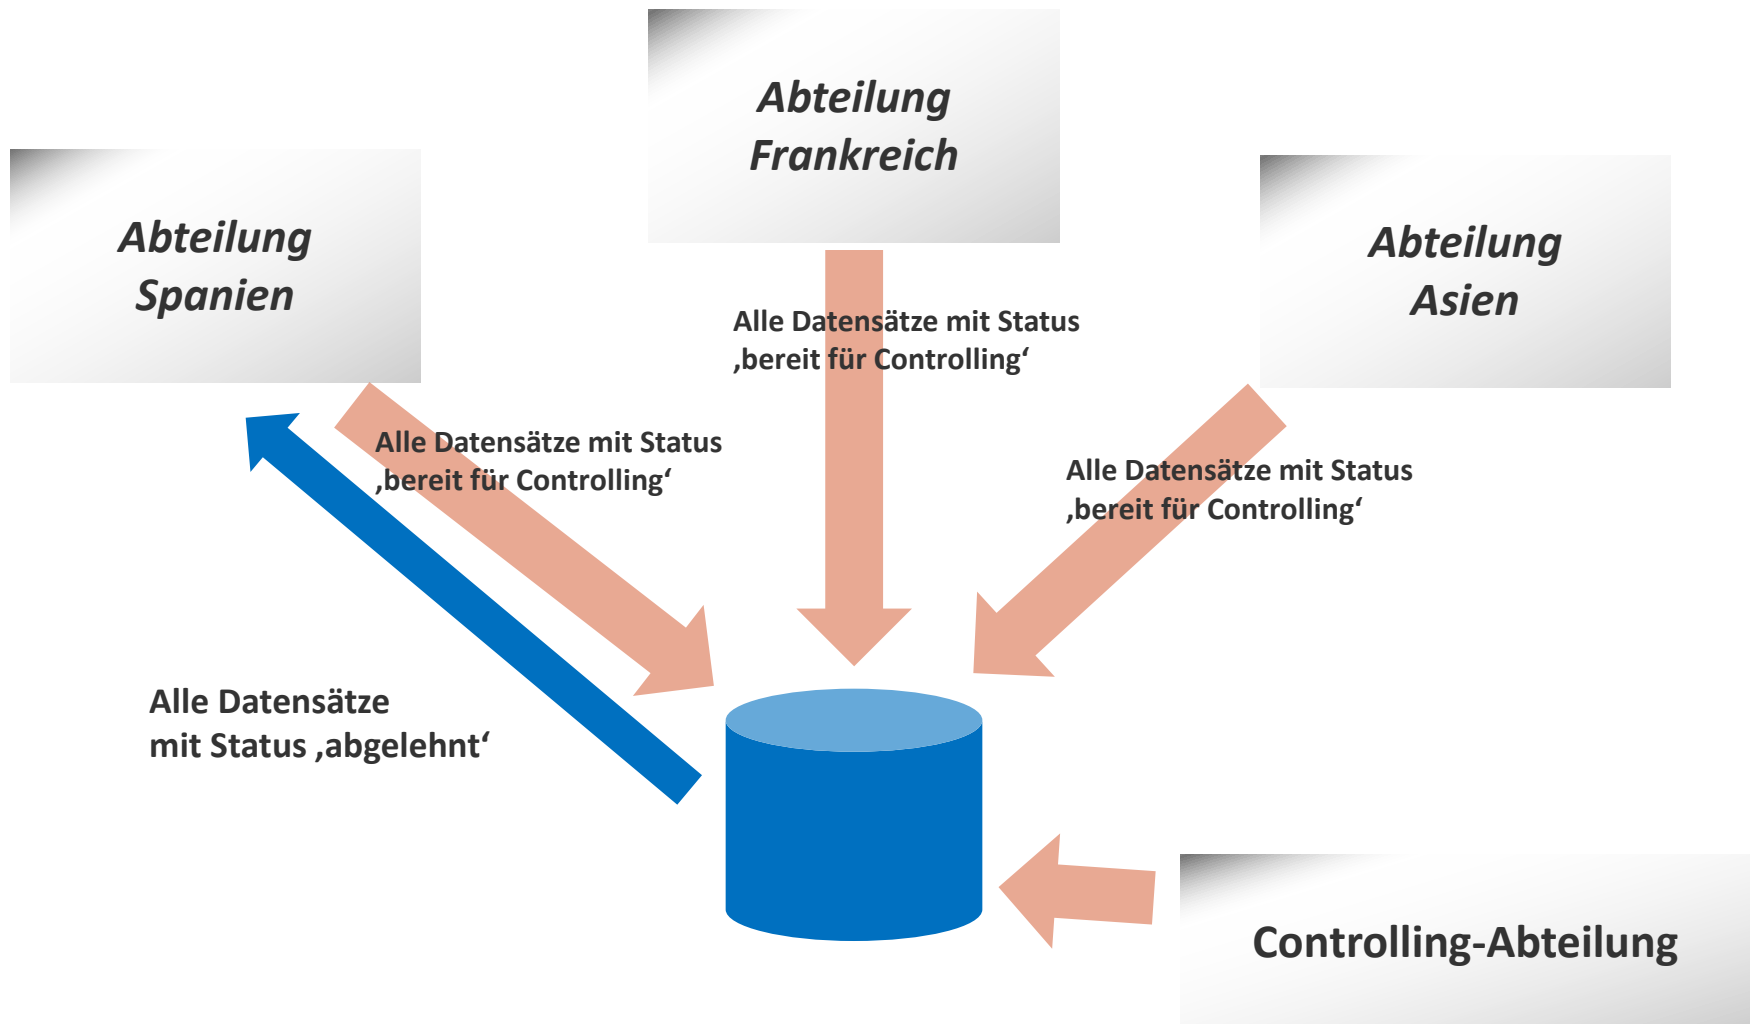 Abteilung
Frankreich
Abteilung
Spanien
Abteilung
Asien
Alle Datensätze mit Status
‚bereit für Controlling‘
Alle Datensätze mit Status
‚bereit für Controlling‘
Alle Datensätze mit Status
‚bereit für Controlling‘
Alle Datensätze
mit Status ‚abgelehnt‘
Controlling-Abteilung